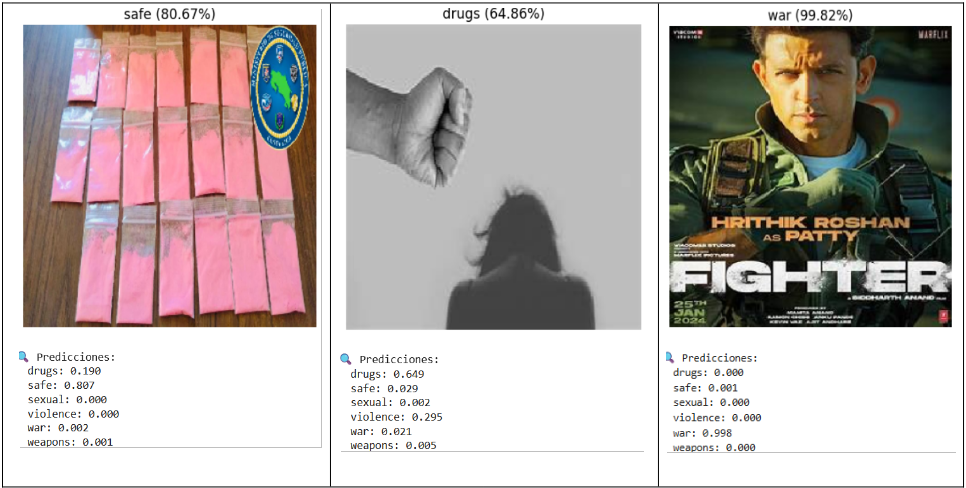 safe (80.67%)
🔍 Predicciones:
drugs: 0.190
safe: 0.807
sexual: 0.000
violence: 0.000
war: 0.002
weapons: 0.001
drugs (64.86%)
🔍 Predicciones:
drugs: 0.649
safe: 0.029
sexual: 0.002
violence: 0.295
war: 0.021
weapons: 0.005
war (99.82%)
VIACOM18
STUDIOS
MARFLIX
HRITHIK ROSHAN
AS PATTY
VIACOM18 STUDIOS
MARFLIX PICTURES
FIGHTER
A SIDDHARTH ANAND FILM
25TH
JAN
2024
🔍 Predicciones:
drugs: 0.000
safe: 0.001
sexual: 0.000
violence: 0.000
war: 0.998
weapons: 0.000